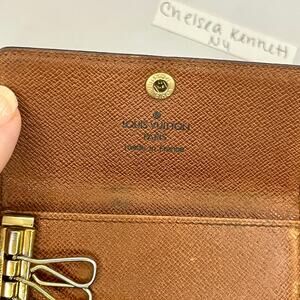 Chelsea Kennett
NY
LOUIS VUITTON
PARIS
made in France